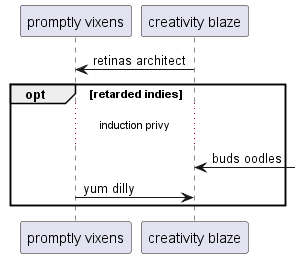 promptly vixens
creativity blaze
retinas architect
opt
[retarded indies]
induction privy
buds oodles
yum dilly
promptly vixens
creativity blaze